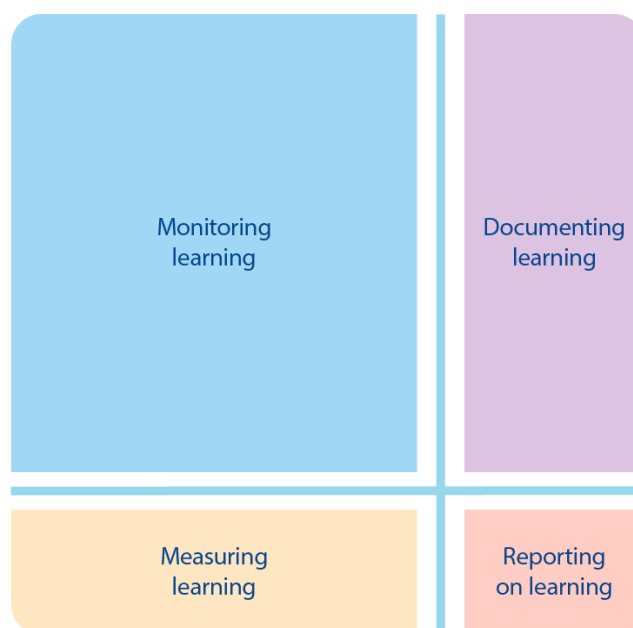 Monitoring
learning
Documenting
learning
Measuring
learning
Reporting
on learning